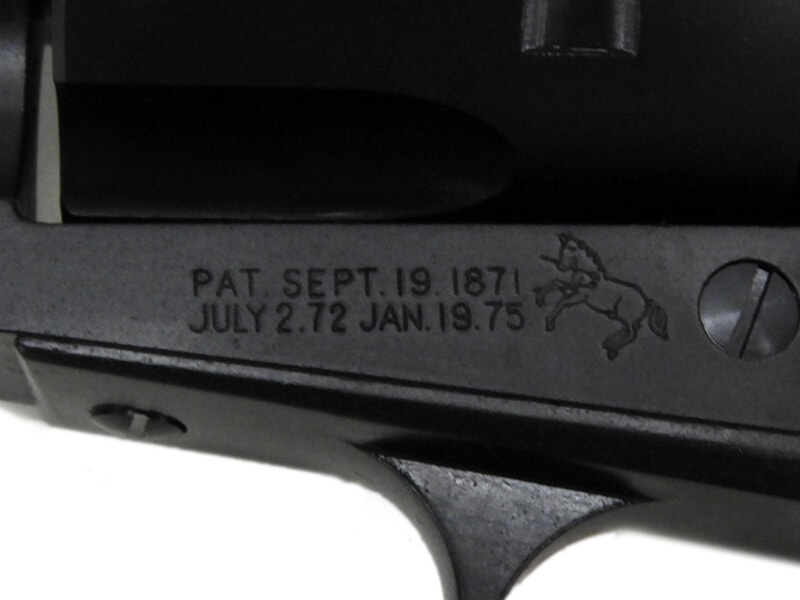 PAT. SEPT. 19. 1871
JULY 2.72 JAN. 19.75